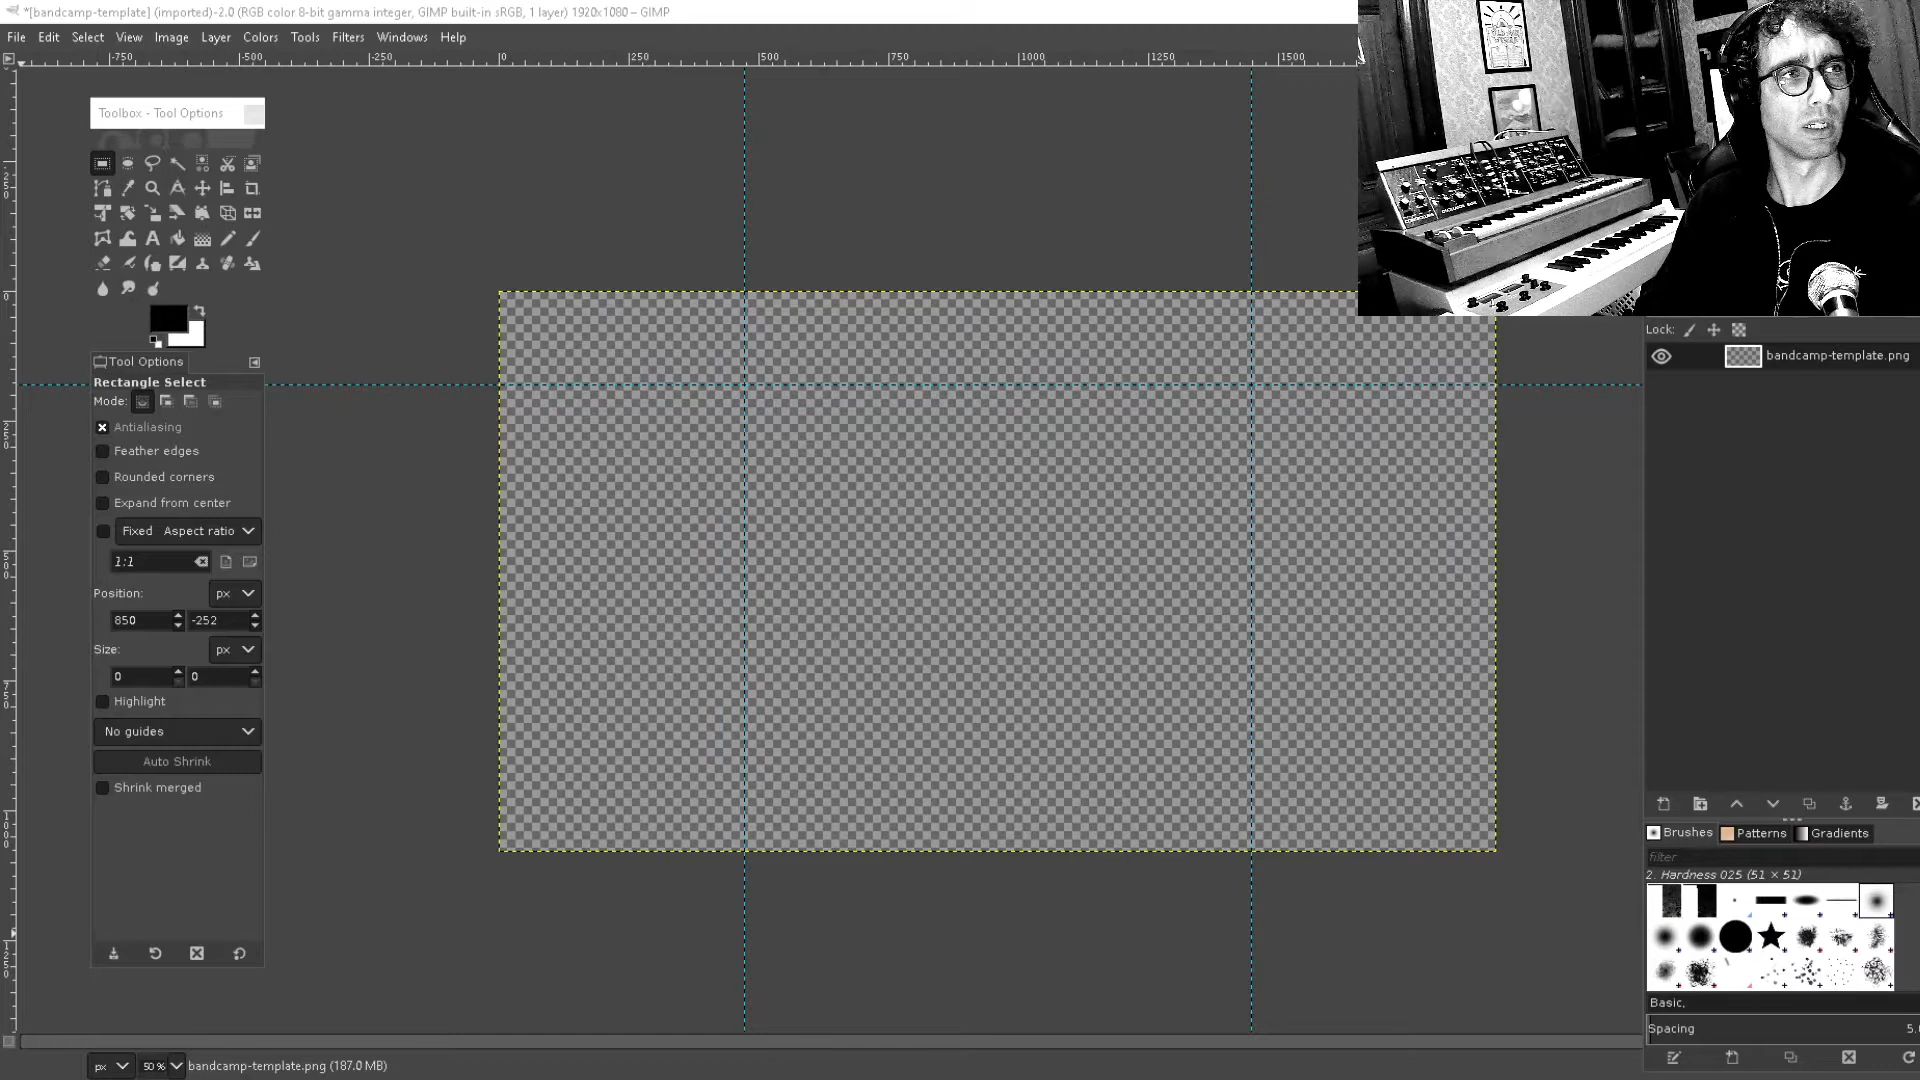 *[bandcamp-template] (imported)-2.0 (RGB color 8-bit gamma integer, GIMP built-in sRGB, 1 layer) 1920x1080 – GIMP
File Edit Select View Image Layer Colors Tools Filters Windows Help
-750 -500 -250 0 250 500 750 1000 1250 1500
Toolbox - Tool Options
Tool Options
Rectangle Select
Mode:
Antialiasing
Feather edges
Rounded corners
Expand from center
Fixed Aspect ratio
1:1
Position: px
850 -252
Size: px
0 0
Highlight
No guides
Auto Shrink
Shrink merged
Lock:
bandcamp-template.png
Brushes Patterns Gradients
filter
2. Hardness 025 (51 × 51)
Basic,
Spacing 5.
px 50 % bandcamp-template.png (187.0 MB)